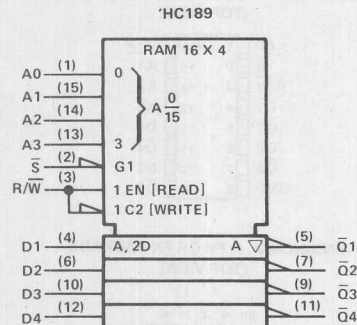 'HC189
RAM 16 X 4
A0 (1) 0
A1 (15)
A2 (14) A 0/15
A3 (13) 3
S̅ (2) G1
R/W̅ (3) 1 EN [READ]
1 C2 [WRITE]
D1 (4) A, 2D A ▽ (5) Q̅1
D2 (6) (7) Q̅2
D3 (10) (9) Q̅3
D4 (12) (11) Q̅4